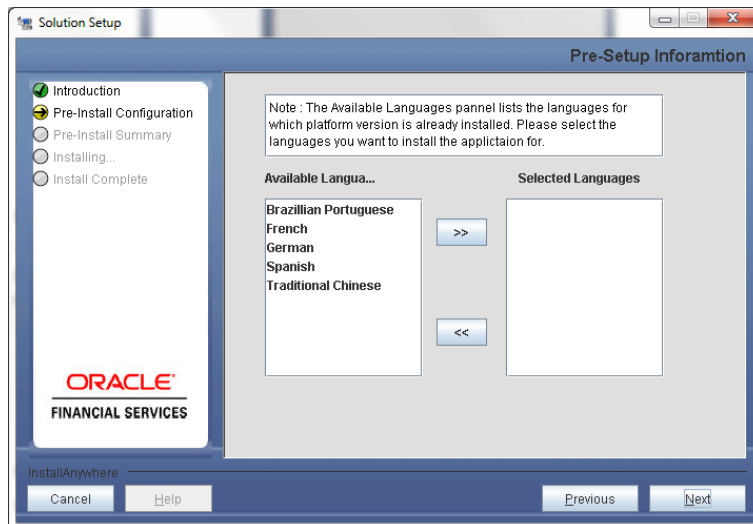 Solution Setup
Pre-Setup Inforamtion
Introduction
Pre-Install Configuration
Pre-Install Summary
Installing...
Install Complete
Note : The Available Languages pannel lists the languages for
which platform version is already installed. Please select the
languages you want to install the applictaion for.
Available Langua...
Selected Languages
Brazillian Portuguese
French
German
Spanish
Traditional Chinese
>>
<<
ORACLE
FINANCIAL SERVICES
InstallAnywhere
Cancel
Help
Previous
Next